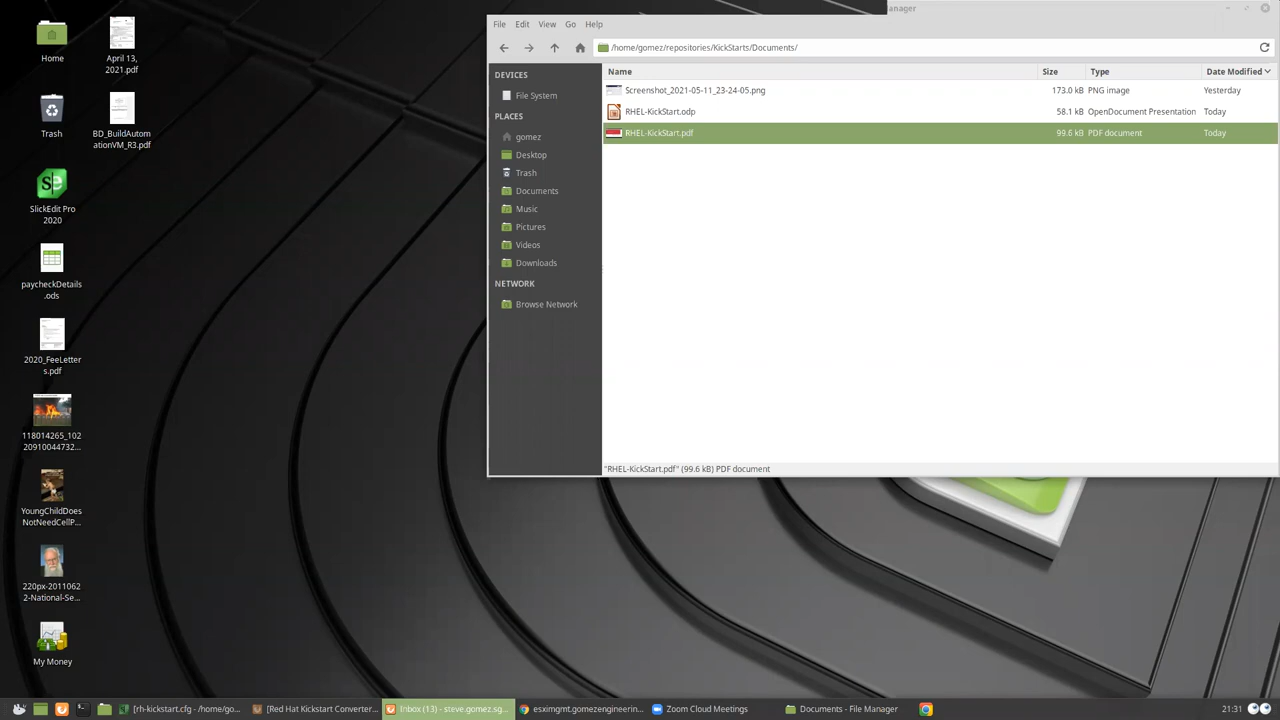 anager
File Edit View Go Help
/home/gomez/repositories/KickStarts/Documents/
DEVICES
File System
PLACES
gomez
Desktop
Trash
Documents
Music
Pictures
Videos
Downloads
NETWORK
Browse Network
Name Size Type Date Modified
Screenshot_2021-05-11_23-24-05.png 173.0 kB PNG image Yesterday
RHEL-KickStart.odp 58.1 kB OpenDocument Presentation Today
RHEL-KickStart.pdf 99.6 kB PDF document Today
"RHEL-KickStart.pdf" (99.6 kB) PDF document
Home
April 13,
2021.pdf
Trash
BD_BuildAutom
ationVM_R3.pdf
SlickEdit Pro
2020
paycheckDetails
.ods
2020_FeeLetter
s.pdf
118014265_102
20910044732...
YoungChildDoes
NotNeedCellP...
220px-2011062
2-National-Se...
My Money
[rh-kickstart.cfg - /home/go...
[Red Hat Kickstart Converter...
Inbox (13) - steve.gomez.sg...
esximgmt.gomezengineerin...
Zoom Cloud Meetings
Documents - File Manager
21:31